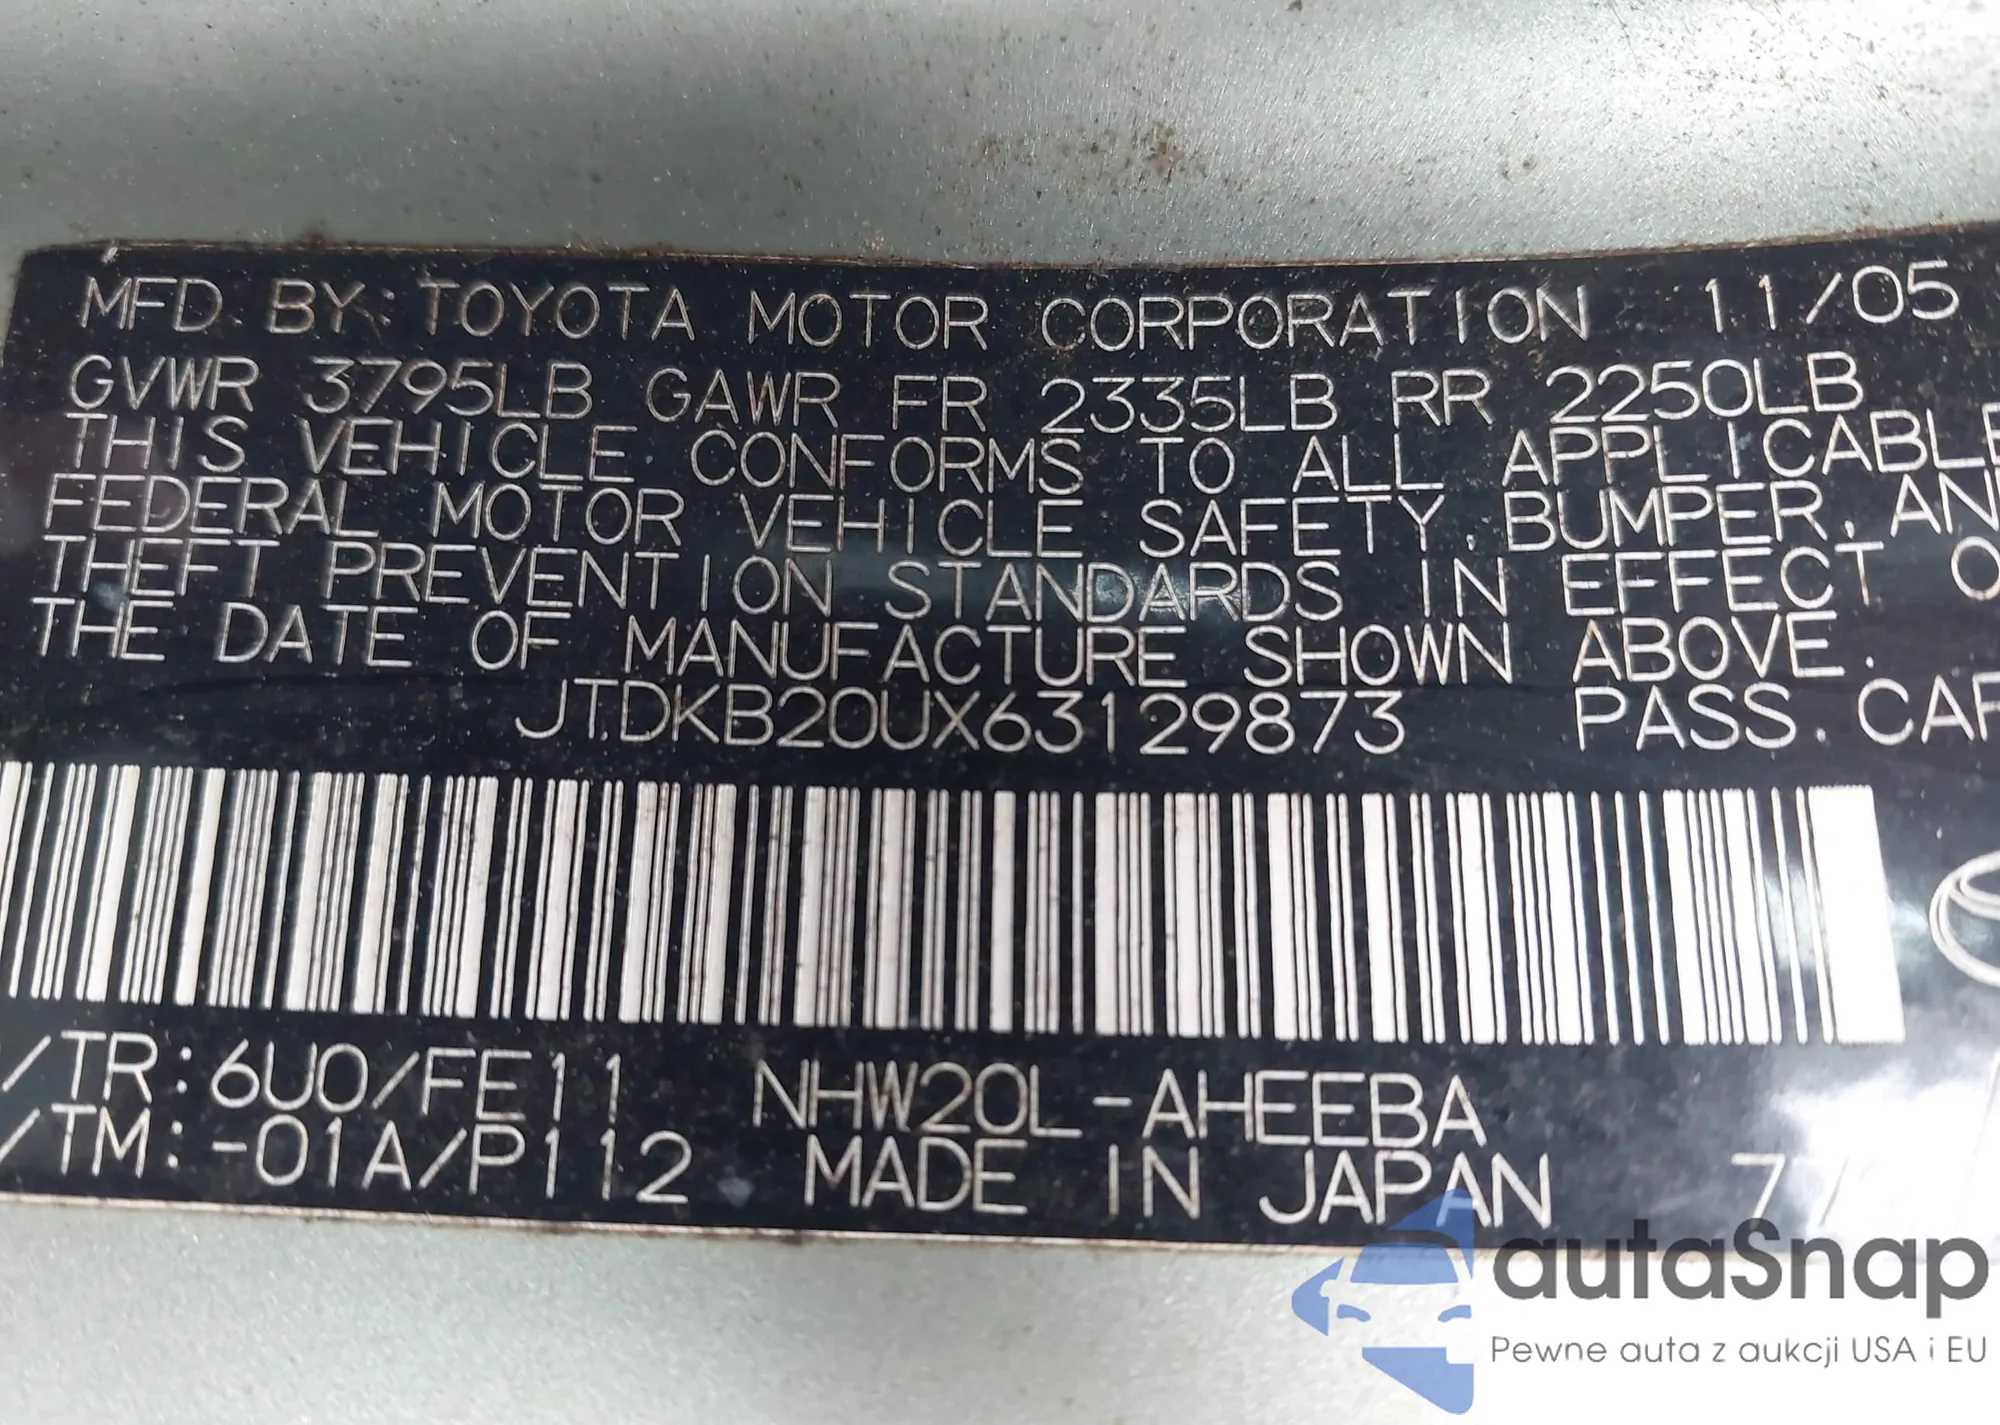 MFD. BY: TOYOTA MOTOR CORPORATION 11/05
GVWR 3795LB GAWR FR 2335LB RR 2250LB
THIS VEHICLE CONFORMS TO ALL APPLICABLE
FEDERAL MOTOR VEHICLE SAFETY, BUMPER, AN
THEFT PREVENTION STANDARDS IN EFFECT O
THE DATE OF MANUFACTURE SHOWN ABOVE.
JTDKB20UX63129873 PASS. CAR
/TR:6U0/FE11 NHW20L-AHEEBA
/TM:-01A/P112 MADE IN JAPAN 77
autaSnap
Pewne auta z aukcji USA i EU